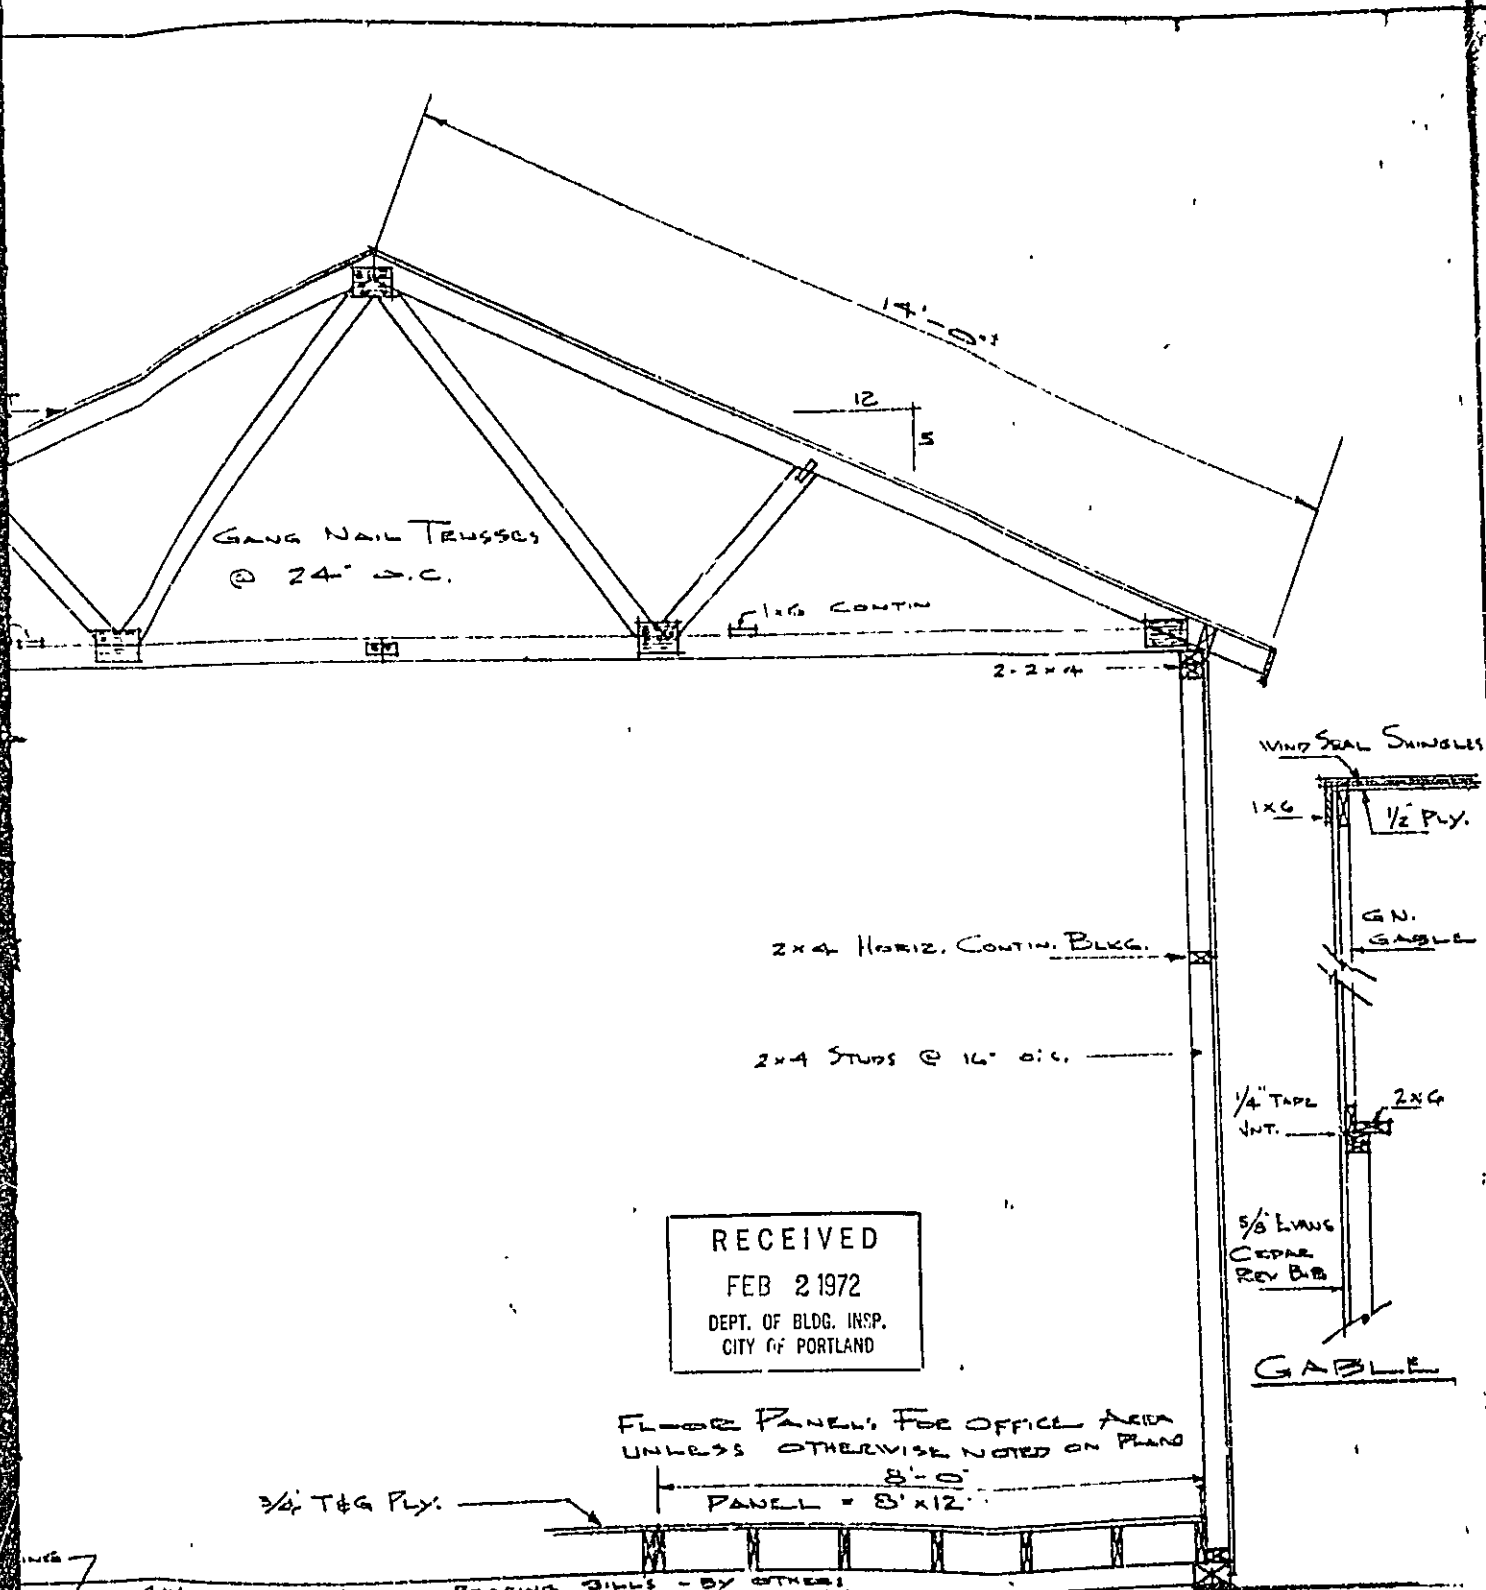 14'-0"±
12
5
GANG NAIL TRUSSES
@ 24" O.C.
1x6 CONTIN
2-2x4
WIND SEAL SHINGLES
1x6
1/2" PLY.
GN.
GABLE
2x4 HORIZ. CONTIN. BLKG.
2x4 STUDS @ 16" O.C.
1/4" TAPE
JNT.
2x6
5/8" EVANS
CEDAR
REV B&B
GABLE
RECEIVED
FEB 2 1972
DEPT. OF BLDG. INSP.
CITY OF PORTLAND
FLOOR PANELS FOR OFFICE AREA
UNLESS OTHERWISE NOTED ON PLANS
8'-0"
PANEL = 8'x12'
3/4" T&G PLY.
SILLS - BY OTHERS